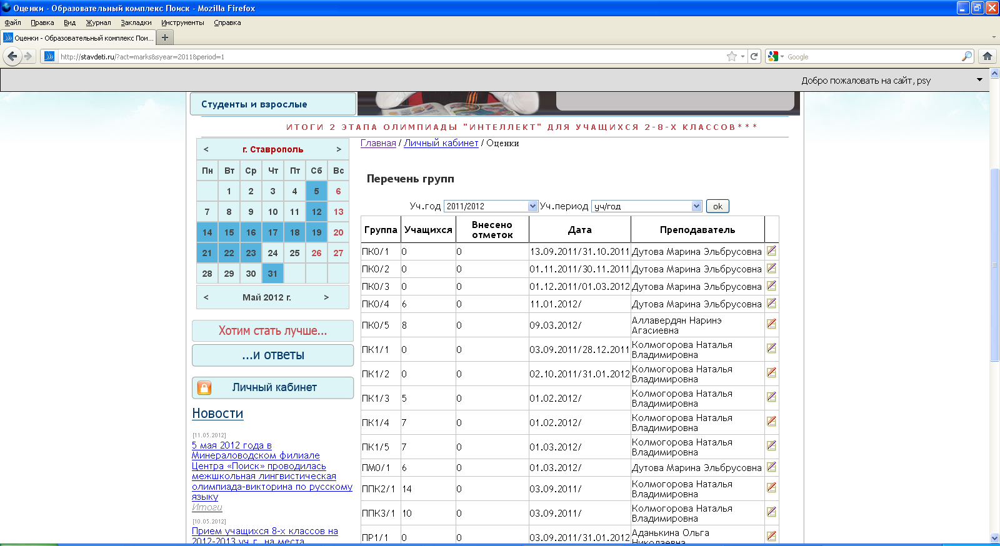 Оценки - Образовательный комплекс Поиск - Mozilla Firefox
Файл Правка Вид Журнал Закладки Инструменты Справка
Оценки - Образовательный комплекс Пои... +
http://stavdeti.ru/?act=marks&syear=2011&period=1 Google
Добро пожаловать на сайт, psy
Студенты и взрослые
ИТОГИ 2 ЭТАПА ОЛИМПИАДЫ "ИНТЕЛЛЕКТ" ДЛЯ УЧАЩИХСЯ 2-8-Х КЛАССОВ***
< г. Ставрополь >
Пн Вт Ср Чт Пт Сб Вс
1 2 3 4 5 6
7 8 9 10 11 12 13
14 15 16 17 18 19 20
21 22 23 24 25 26 27
28 29 30 31
< Май 2012 г. >
Хотим стать лучше...
...и ответы
Личный кабинет
Новости
[11.05.2012]
5 мая 2012 года в
Минераловодском филиале
Центра «Поиск» проводилась
межшкольная лингвистическая
олимпиада-викторина по русскому
языку
Итоги
[10.05.2012]
Прием учащихся 8-х классов на
2012-2013 уч.г., на места
Главная / Личный кабинет / Оценки
Перечень групп
Уч.год 2011/2012 Уч.период уч/год ok
Группа Учащихся Внесено отметок Дата Преподаватель
ПК0/1 0 0 13.09.2011/31.10.2011 Дутова Марина Эльбрусовна
ПК0/2 0 0 01.11.2011/30.11.2011 Дутова Марина Эльбрусовна
ПК0/3 0 0 01.12.2011/01.03.2012 Дутова Марина Эльбрусовна
ПК0/4 6 0 11.01.2012/ Дутова Марина Эльбрусовна
ПК0/5 8 0 09.03.2012/ Аллавердян Наринэ Агасиевна
ПК1/1 0 0 03.09.2011/28.12.2011 Колмогорова Наталья Владимировна
ПК1/2 0 0 02.10.2011/31.01.2012 Колмогорова Наталья Владимировна
ПК1/3 5 0 01.02.2012/ Колмогорова Наталья Владимировна
ПК1/4 7 0 01.02.2012/ Колмогорова Наталья Владимировна
ПК1/5 7 0 01.03.2012/ Колмогорова Наталья Владимировна
ПМ0/1 6 0 01.03.2012/ Дутова Марина Эльбрусовна
ППК2/1 14 0 03.09.2011/ Колмогорова Наталья Владимировна
ППК3/1 10 0 03.09.2011/ Колмогорова Наталья Владимировна
ПР1/1 0 0 03.09.2011/31.01.2012 Аданькина Ольга Николаевна